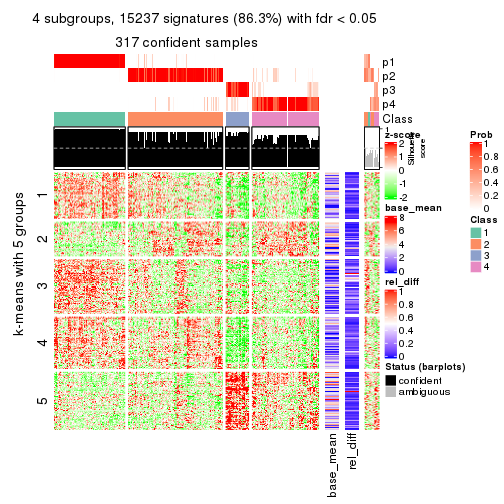 4 subgroups, 15237 signatures (86.3%) with fdr < 0.05
317 confident samples
p1
p2
p3
p4
Class
1
Silhouette
score
k-means with 5 groups
1
2
3
4
5
base_mean
rel_diff
z-score
2
1
0
-1
-2
base_mean
8
6
4
2
0
rel_diff
1
0.8
0.6
0.4
0.2
0
Status (barplots)
confident
ambiguous
Prob
1
0.8
0.6
0.4
0.2
0
Class
1
2
3
4